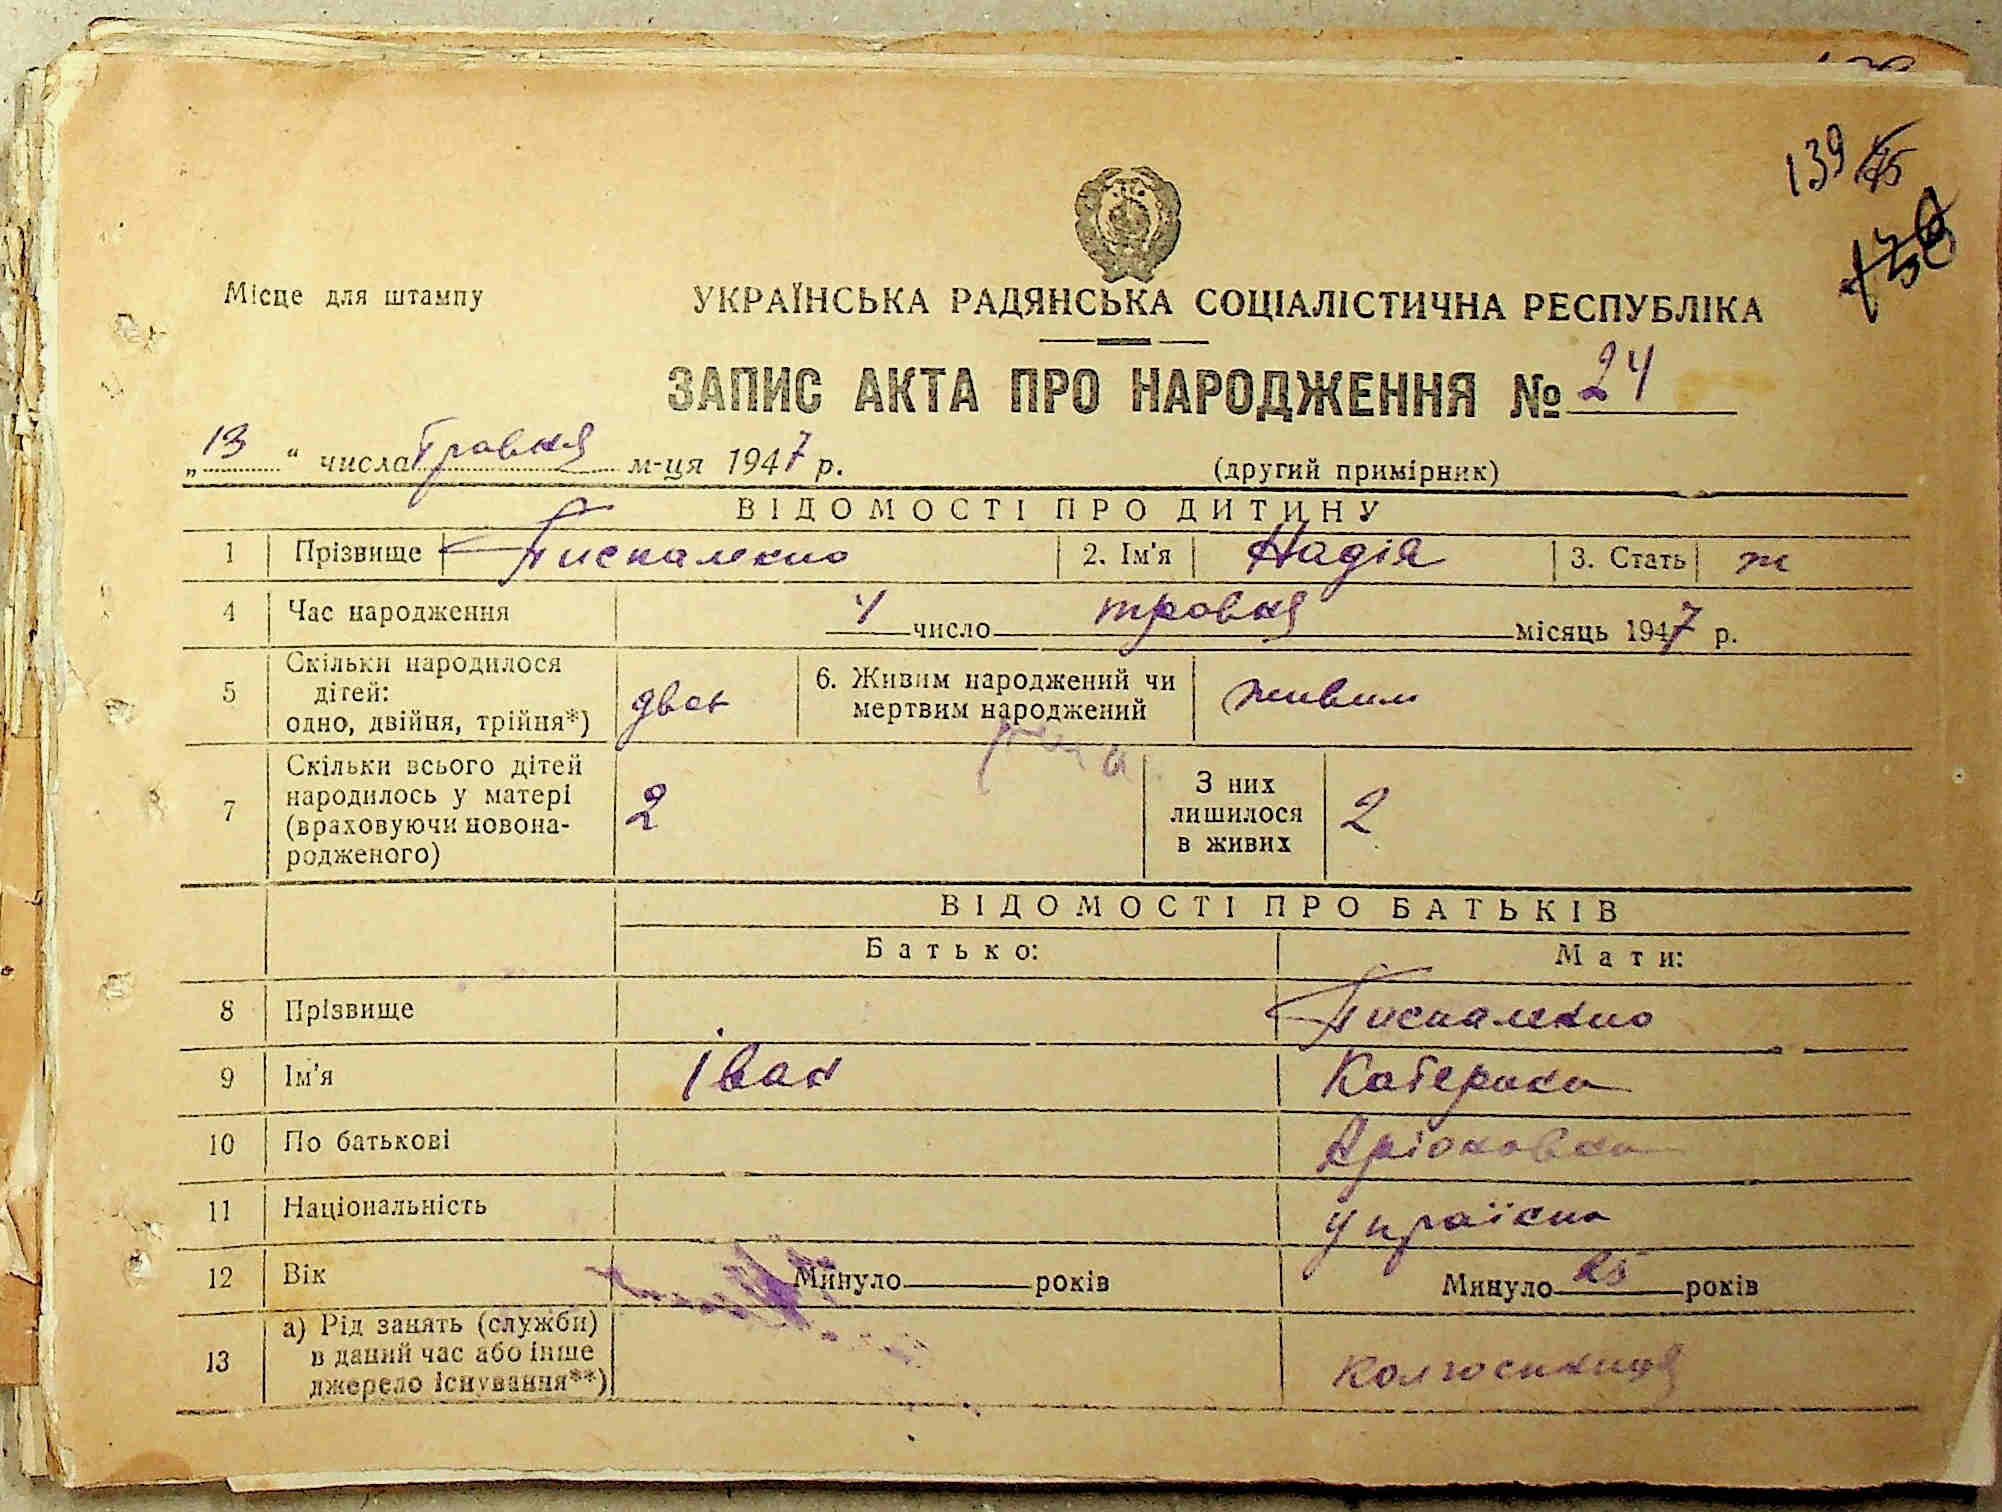 139
Місце для штампу
УКРАЇНСЬКА РАДЯНСЬКА СОЦІАЛІСТИЧНА РЕСПУБЛІКА
ЗАПИС АКТА ПРО НАРОДЖЕННЯ № 24
„13“ числа травня м-ця 1947 р.
(другий примірник)
ВІДОМОСТІ ПРО ДИТИНУ
1 Прізвище 2. Ім'я Надія 3. Стать ж
4 Час народження 4 число травня місяць 1947 р.
5 Скільки народилося
дітей:
одно, двійня, трійня*)
6. Живим народжений чи
мертвим народжений
живим
7 Скільки всього дітей
народилось у матері
(враховуючи новона-
родженого)
2
З них
лишилося
в живих
2
ВІДОМОСТІ ПРО БАТЬКІВ
Батько: Мати:
8 Прізвище
9 Ім'я Іван Катерина
10 По батькові
11 Національність
12 Вік Минуло років Минуло 25 років
13 а) Рід занять (служби)
в даний час або інше
джерело існування**)
колгоспниця